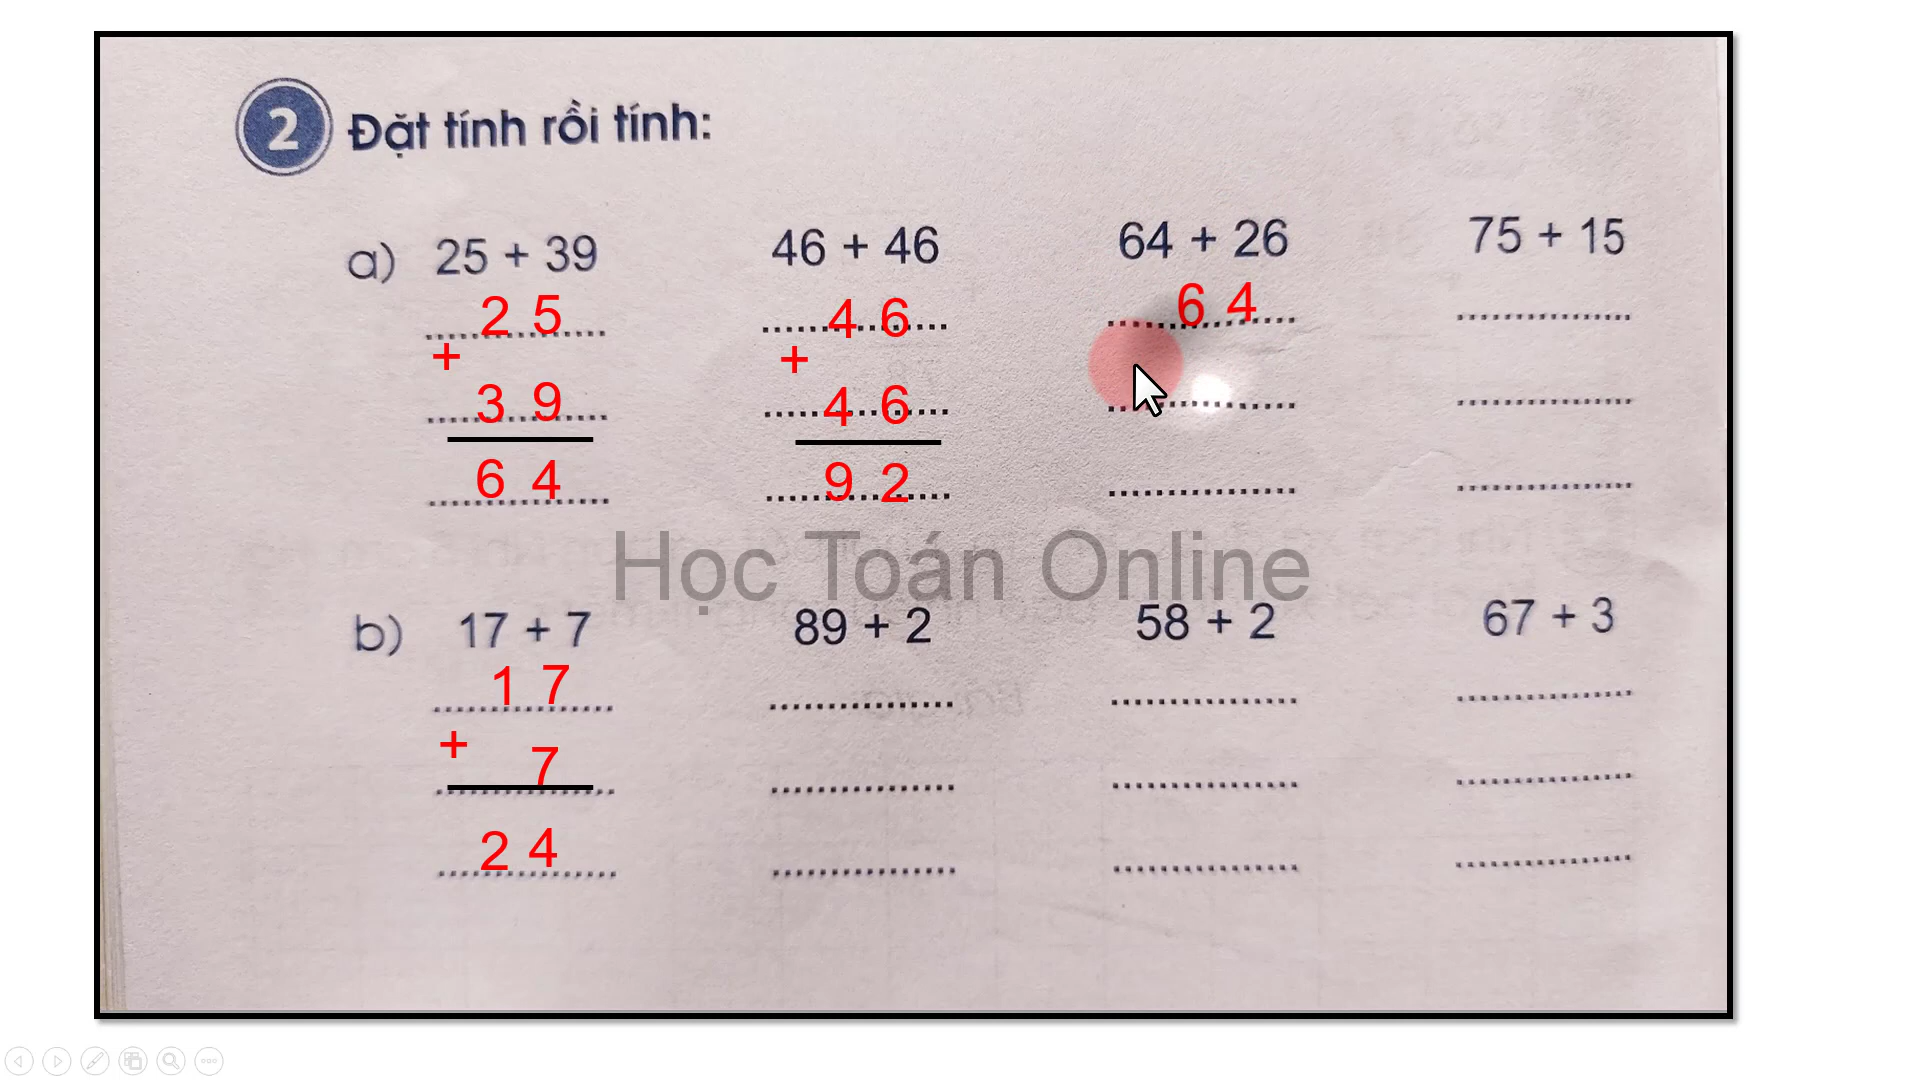 2 Đặt tính rồi tính:
a) 25 + 39 46 + 46 64 + 26 75 + 15
2 5 4 6 6 4
+ +
3 9 4 6
6 4 9 2
Học Toán Online
b) 17 + 7 89 + 2 58 + 2 67 + 3
1 7
+ 7
2 4